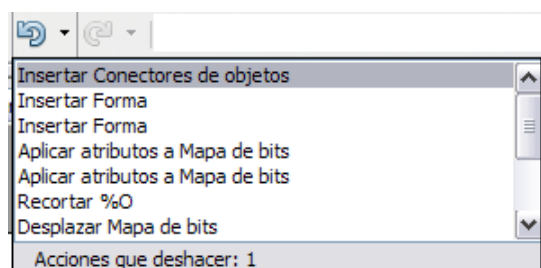 Insertar Conectores de objetos
Insertar Forma
Insertar Forma
Aplicar atributos a Mapa de bits
Aplicar atributos a Mapa de bits
Recortar %O
Desplazar Mapa de bits
Acciones que deshacer: 1